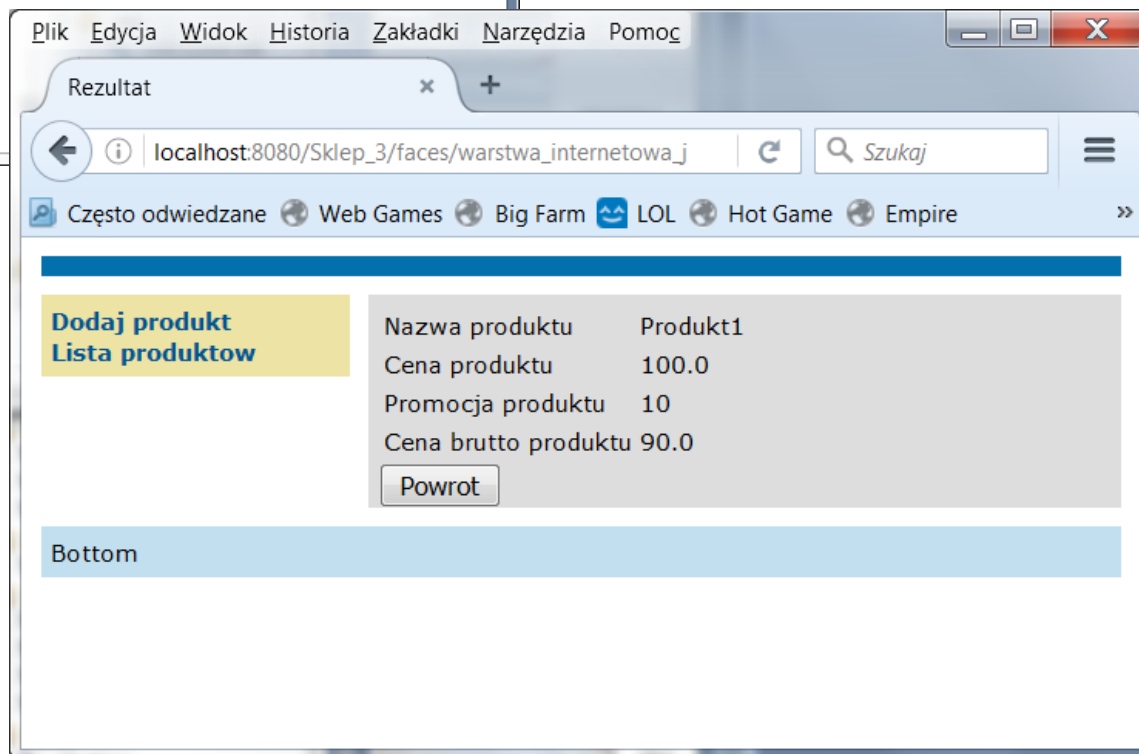 Plik Edycja Widok Historia Zakładki Narzędzia Pomoc
Rezultat
localhost:8080/Sklep_3/faces/warstwa_internetowa_j
Szukaj
Często odwiedzane Web Games Big Farm LOL Hot Game Empire
Dodaj produkt
Lista produktow
Nazwa produktu Produkt1
Cena produktu 100.0
Promocja produktu 10
Cena brutto produktu 90.0
Powrot
Bottom